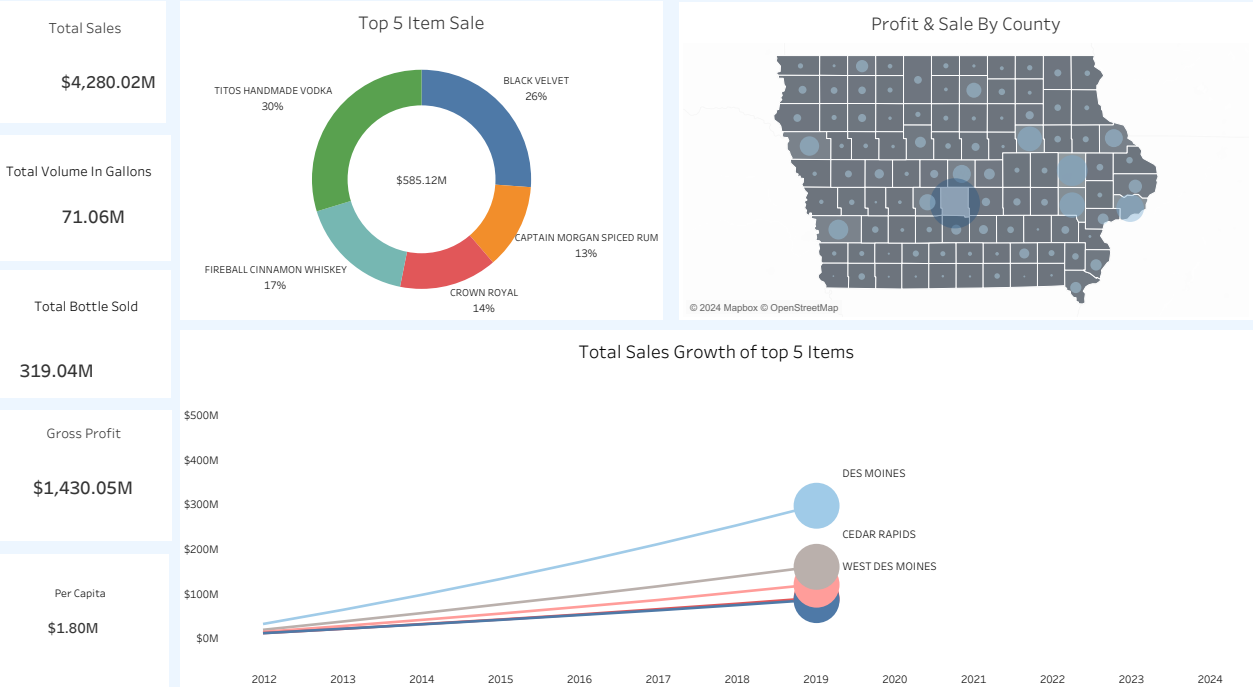 Total Sales
$4,280.02M
Total Volume In Gallons
71.06M
Total Bottle Sold
319.04M
Gross Profit
$1,430.05M
Per Capita
$1.80M
Top 5 Item Sale
BLACK VELVET
26%
TITOS HANDMADE VODKA
30%
$585.12M
CAPTAIN MORGAN SPICED RUM
13%
FIREBALL CINNAMON WHISKEY
17%
CROWN ROYAL
14%
Profit & Sale By County
© 2024 Mapbox © OpenStreetMap
Total Sales Growth of top 5 Items
$500M
$400M
$300M
$200M
$100M
$0M
DES MOINES
CEDAR RAPIDS
WEST DES MOINES
2012 2013 2014 2015 2016 2017 2018 2019 2020 2021 2022 2023 2024